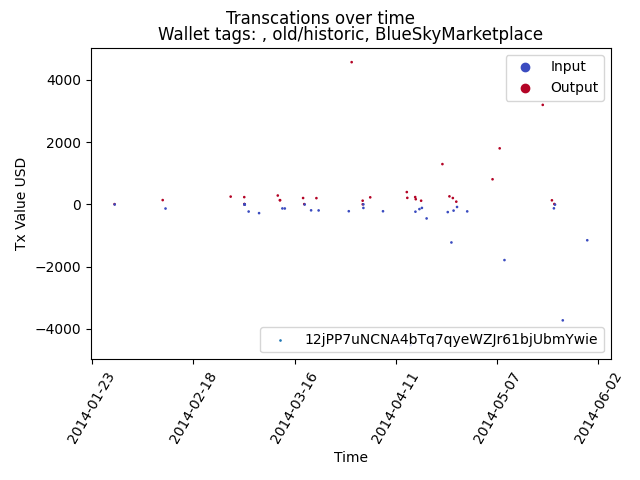 Transcations over time
Wallet tags: , old/historic, BlueSkyMarketplace
Input
Output
4000
2000
0
−2000
−4000
Tx Value USD
12jPP7uNCNA4bTq7qyeWZJr61bjUbmYwie
2014-01-23
2014-02-18
2014-03-16
2014-04-11
2014-05-07
2014-06-02
Time